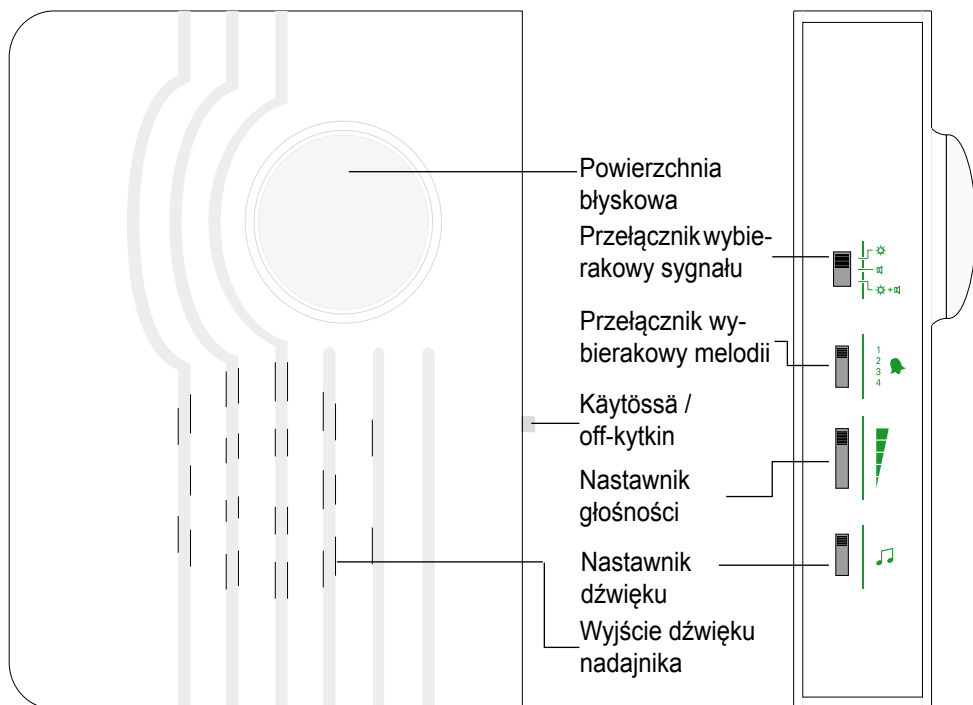 Powierzchnia
błyskowa
Przełącznik wybie-
rakowy sygnału
Przełącznik wy-
bierakowy melodii
Käytössä /
off-kytkin
Nastawnik
głośności
Nastawnik
dźwięku
Wyjście dźwięku
nadajnika
+
1
2
3
4